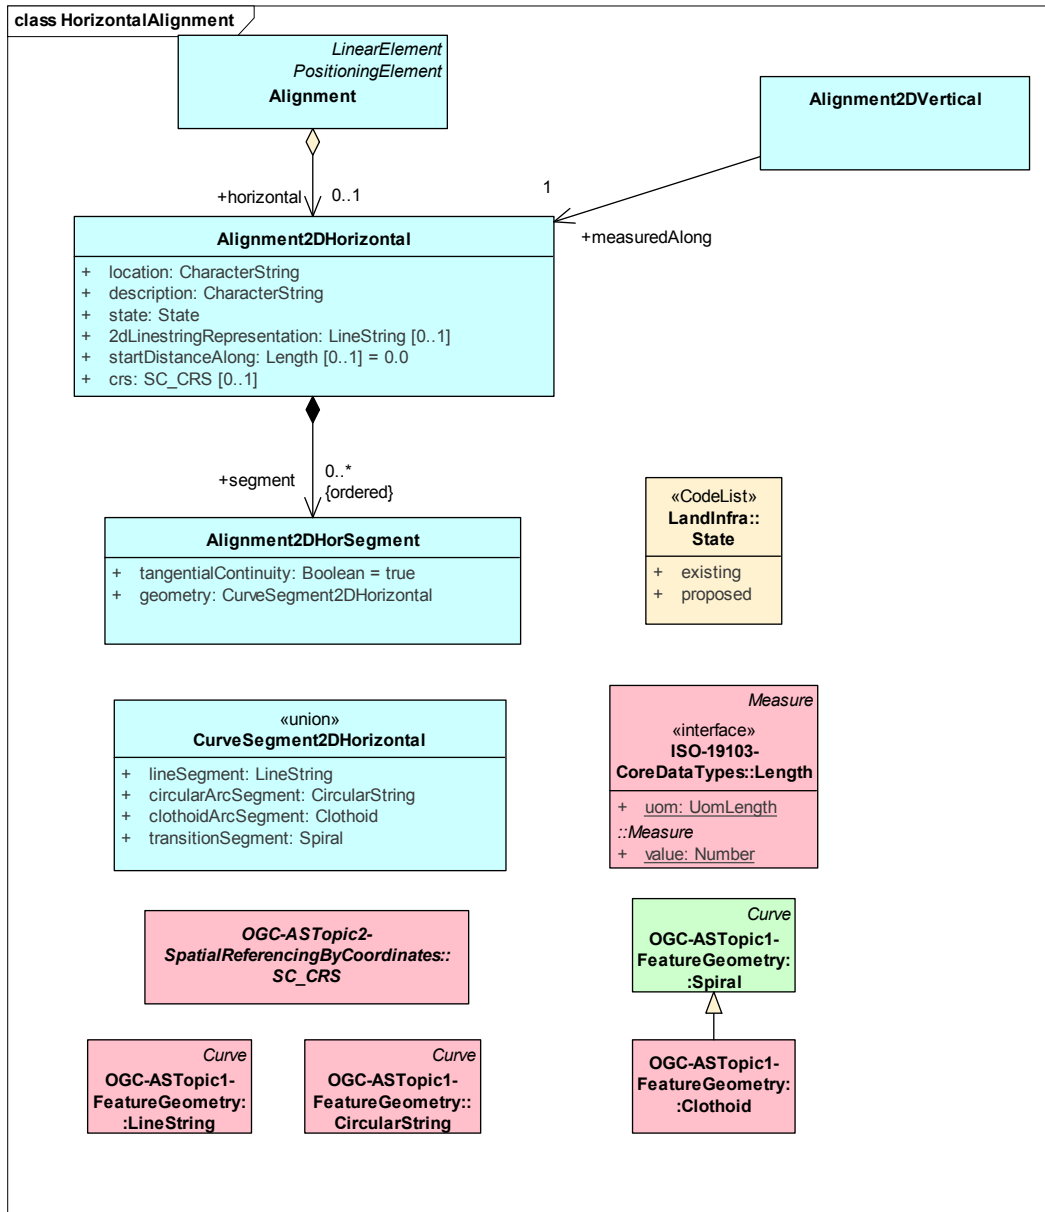 class HorizontalAlignment
LinearElement
PositioningElement
Alignment
Alignment2DVertical
+horizontal
0..1
1
+measuredAlong
Alignment2DHorizontal
+ location: CharacterString
+ description: CharacterString
+ state: State
+ 2dLinestringRepresentation: LineString [0..1]
+ startDistanceAlong: Length [0..1] = 0.0
+ crs: SC_CRS [0..1]
+segment
0..*
{ordered}
Alignment2DHorSegment
+ tangentialContinuity: Boolean = true
+ geometry: CurveSegment2DHorizontal
«CodeList»
LandInfra::
State
+ existing
+ proposed
«union»
CurveSegment2DHorizontal
+ lineSegment: LineString
+ circularArcSegment: CircularString
+ clothoidArcSegment: Clothoid
+ transitionSegment: Spiral
Measure
«interface»
ISO-19103-
CoreDataTypes::Length
+ uom: UomLength
::Measure
+ value: Number
OGC-ASTopic2-
SpatialReferencingByCoordinates::
SC_CRS
Curve
OGC-ASTopic1-
FeatureGeometry:
:Spiral
Curve
OGC-ASTopic1-
FeatureGeometry:
:LineString
Curve
OGC-ASTopic1-
FeatureGeometry::
CircularString
OGC-ASTopic1-
FeatureGeometry:
:Clothoid